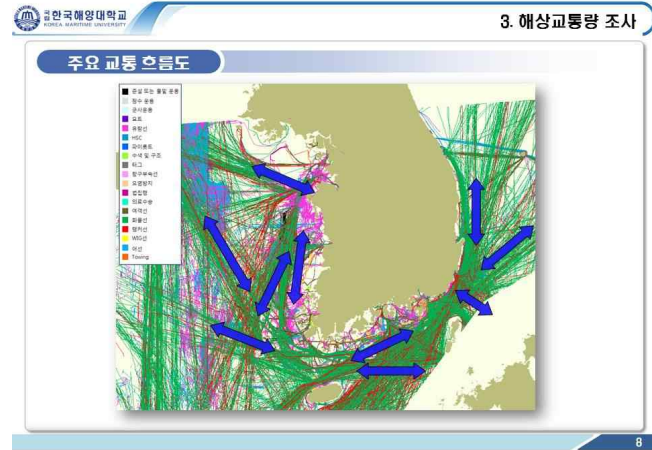 국립 한국해양대학교
KOREA MARITIME UNIVERSITY
3. 해상교통량 조사
주요 교통 흐름도
준설 또는 물밑 운용
잠수 운용
군사운용
요트
유람선
HSC
파이롯트
수색 및 구조
터그
항구부속선
오염방지
법집행
의료수송
여객선
화물선
탱커선
WIG선
어선
Towing
8